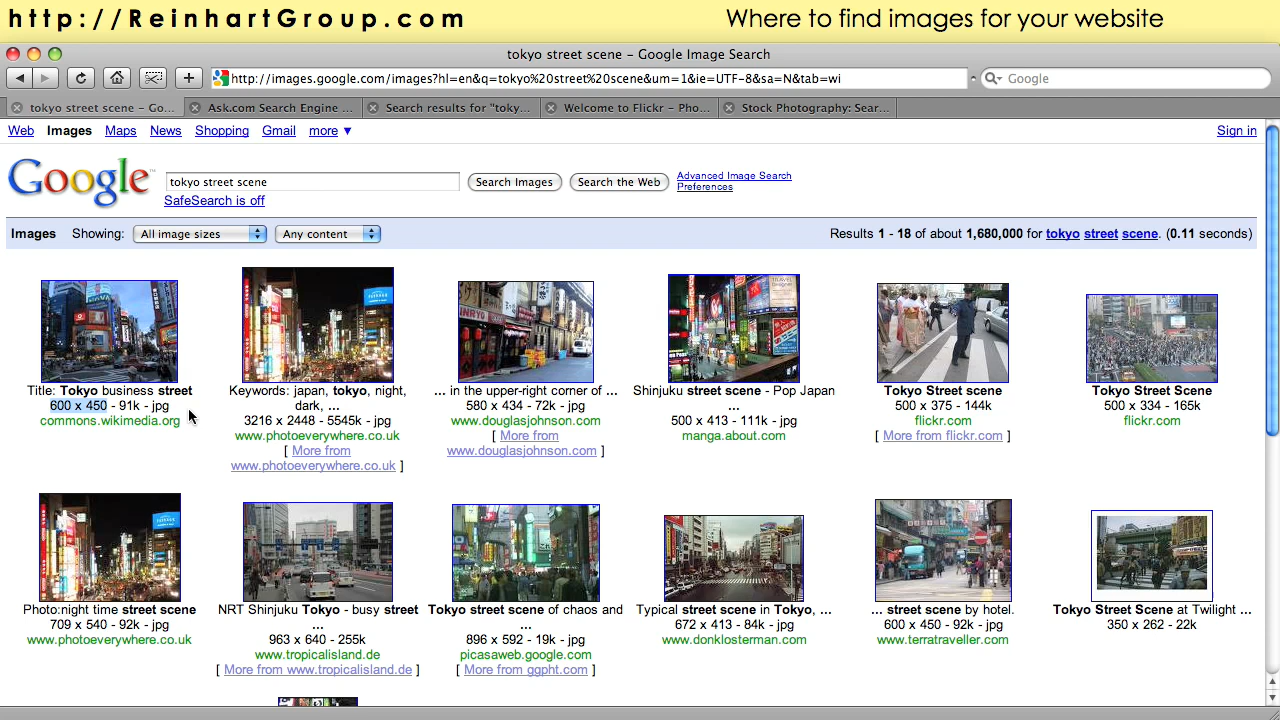 http://ReinhartGroup.com
Where to find images for your website
tokyo street scene – Google Image Search
http://images.google.com/images?hl=en&q=tokyo%20street%20scene&um=1&ie=UTF-8&sa=N&tab=wi
Google
tokyo street scene – Go...
Ask.com Search Engine ...
Search results for "toky...
Welcome to Flickr – Pho...
Stock Photography: Sear...
Web Images Maps News Shopping Gmail more ▼
Sign in
Google
tokyo street scene
Search Images
Search the Web
Advanced Image Search
Preferences
SafeSearch is off
Images Showing: All image sizes Any content
Results 1 - 18 of about 1,680,000 for tokyo street scene. (0.11 seconds)
Title: Tokyo business street
600 x 450 - 91k - jpg
commons.wikimedia.org
Keywords: japan, tokyo, night,
dark, ...
3216 x 2448 - 5545k - jpg
www.photoeverywhere.co.uk
[ More from
www.photoeverywhere.co.uk ]
... in the upper-right corner of ...
580 x 434 - 72k - jpg
www.douglasjohnson.com
[ More from
www.douglasjohnson.com ]
Shinjuku street scene - Pop Japan
...
500 x 413 - 111k - jpg
manga.about.com
Tokyo Street scene
500 x 375 - 144k
flickr.com
[ More from flickr.com ]
Tokyo Street Scene
500 x 334 - 165k
flickr.com
Photo:night time street scene
709 x 540 - 92k - jpg
www.photoeverywhere.co.uk
NRT Shinjuku Tokyo - busy street
...
963 x 640 - 255k
www.tropicalisland.de
[ More from www.tropicalisland.de ]
Tokyo street scene of chaos and
...
896 x 592 - 19k - jpg
picasaweb.google.com
[ More from ggpht.com ]
Typical street scene in Tokyo, ...
672 x 413 - 84k - jpg
www.donklosterman.com
... street scene by hotel.
600 x 450 - 92k - jpg
www.terratraveller.com
Tokyo Street Scene at Twilight ...
350 x 262 - 22k